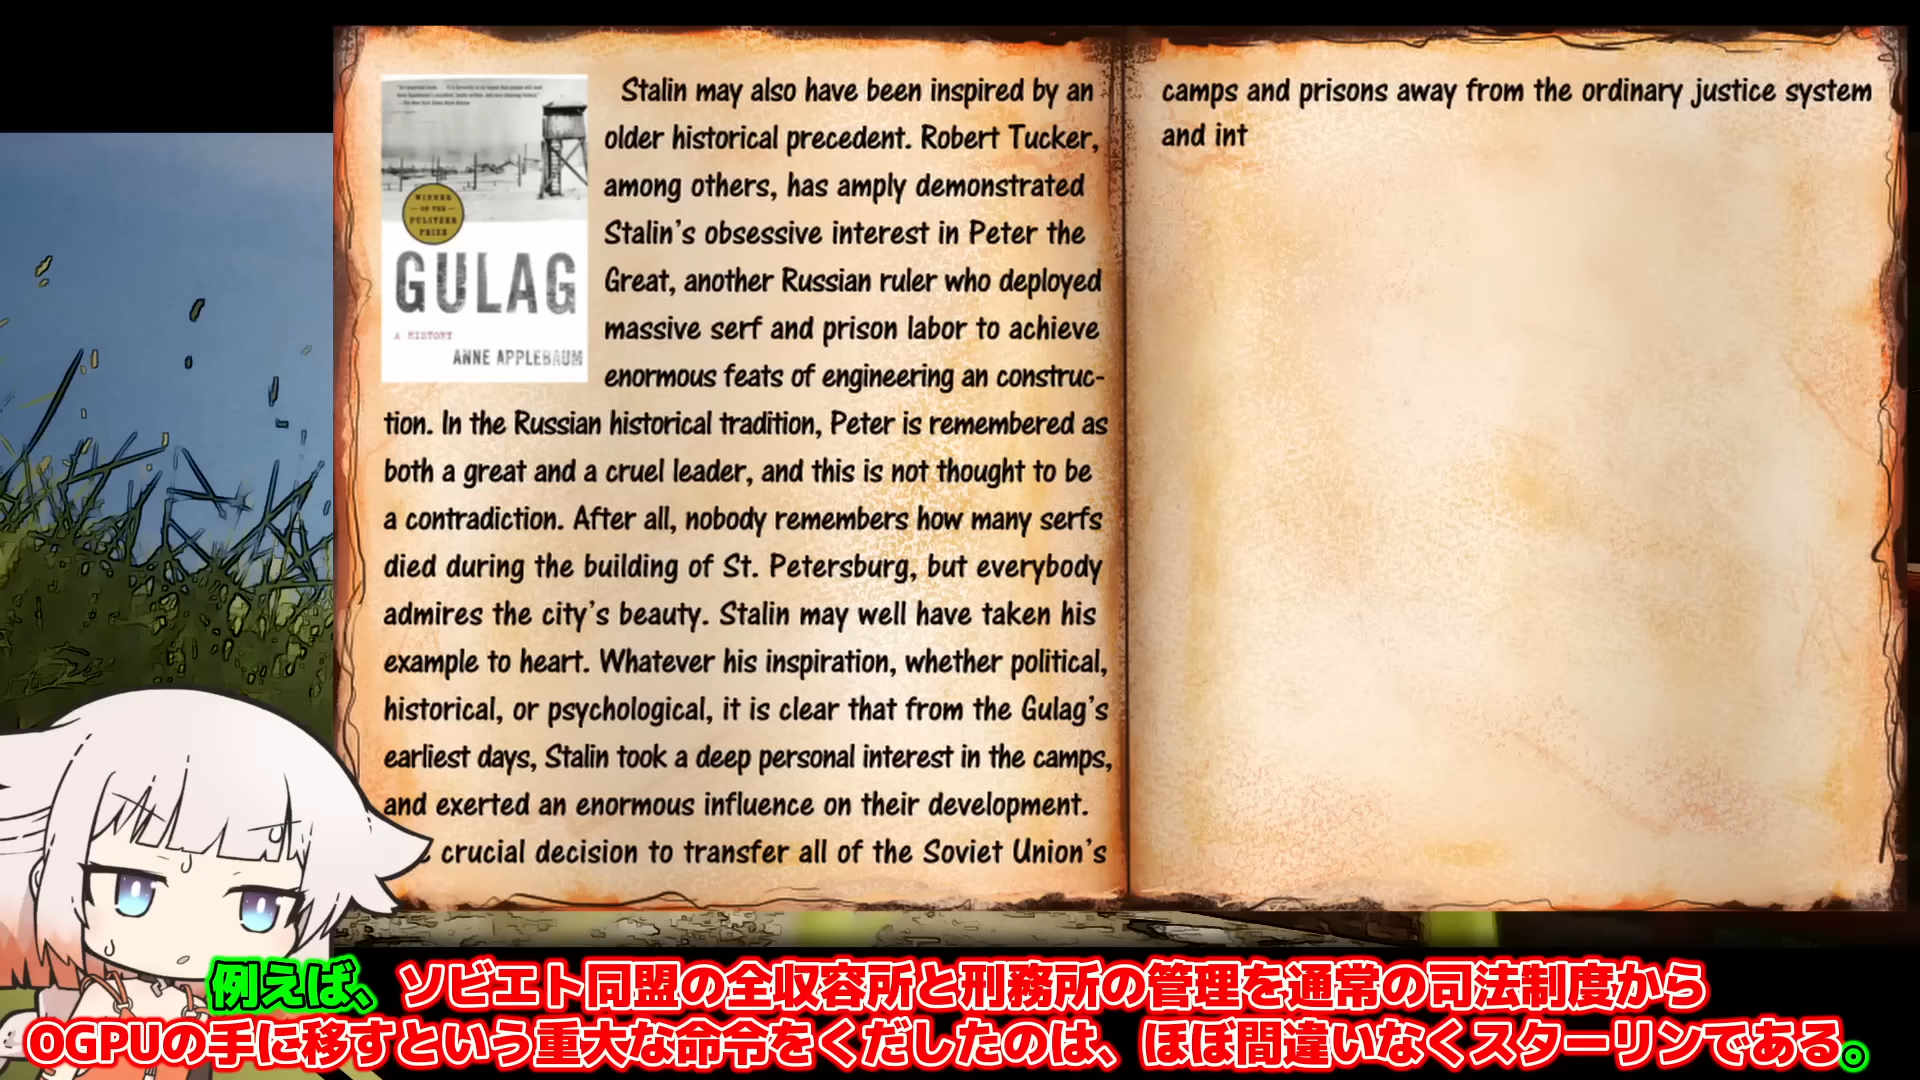 WINNER
OF THE
PULITZER
PRIZE
GULAG
A HISTORY
ANNE APPLEBAUM
Stalin may also have been inspired by an
older historical precedent. Robert Tucker,
among others, has amply demonstrated
Stalin's obsessive interest in Peter the
Great, another Russian ruler who deployed
massive serf and prison labor to achieve
enormous feats of engineering an construc-
tion. In the Russian historical tradition, Peter is remembered as
both a great and a cruel leader, and this is not thought to be
a contradiction. After all, nobody remembers how many serfs
died during the building of St. Petersburg, but everybody
admires the city's beauty. Stalin may well have taken his
example to heart. Whatever his inspiration, whether political,
historical, or psychological, it is clear that from the Gulag's
earliest days, Stalin took a deep personal interest in the camps,
and exerted an enormous influence on their development.
crucial decision to transfer all of the Soviet Union's
camps and prisons away from the ordinary justice system
and int
例えば、ソビエト同盟の全収容所と刑務所の管理を通常の司法制度から
OGPUの手に移すという重大な命令をくだしたのは、ほぼ間違いなくスターリンである。